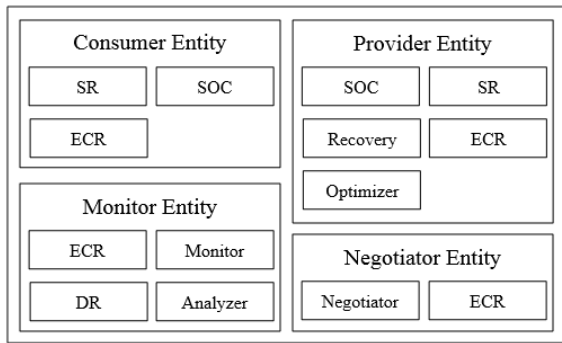 Consumer Entity
SR SOC
ECR
Provider Entity
SOC SR
Recovery ECR
Optimizer
Monitor Entity
ECR Monitor
DR Analyzer
Negotiator Entity
Negotiator ECR